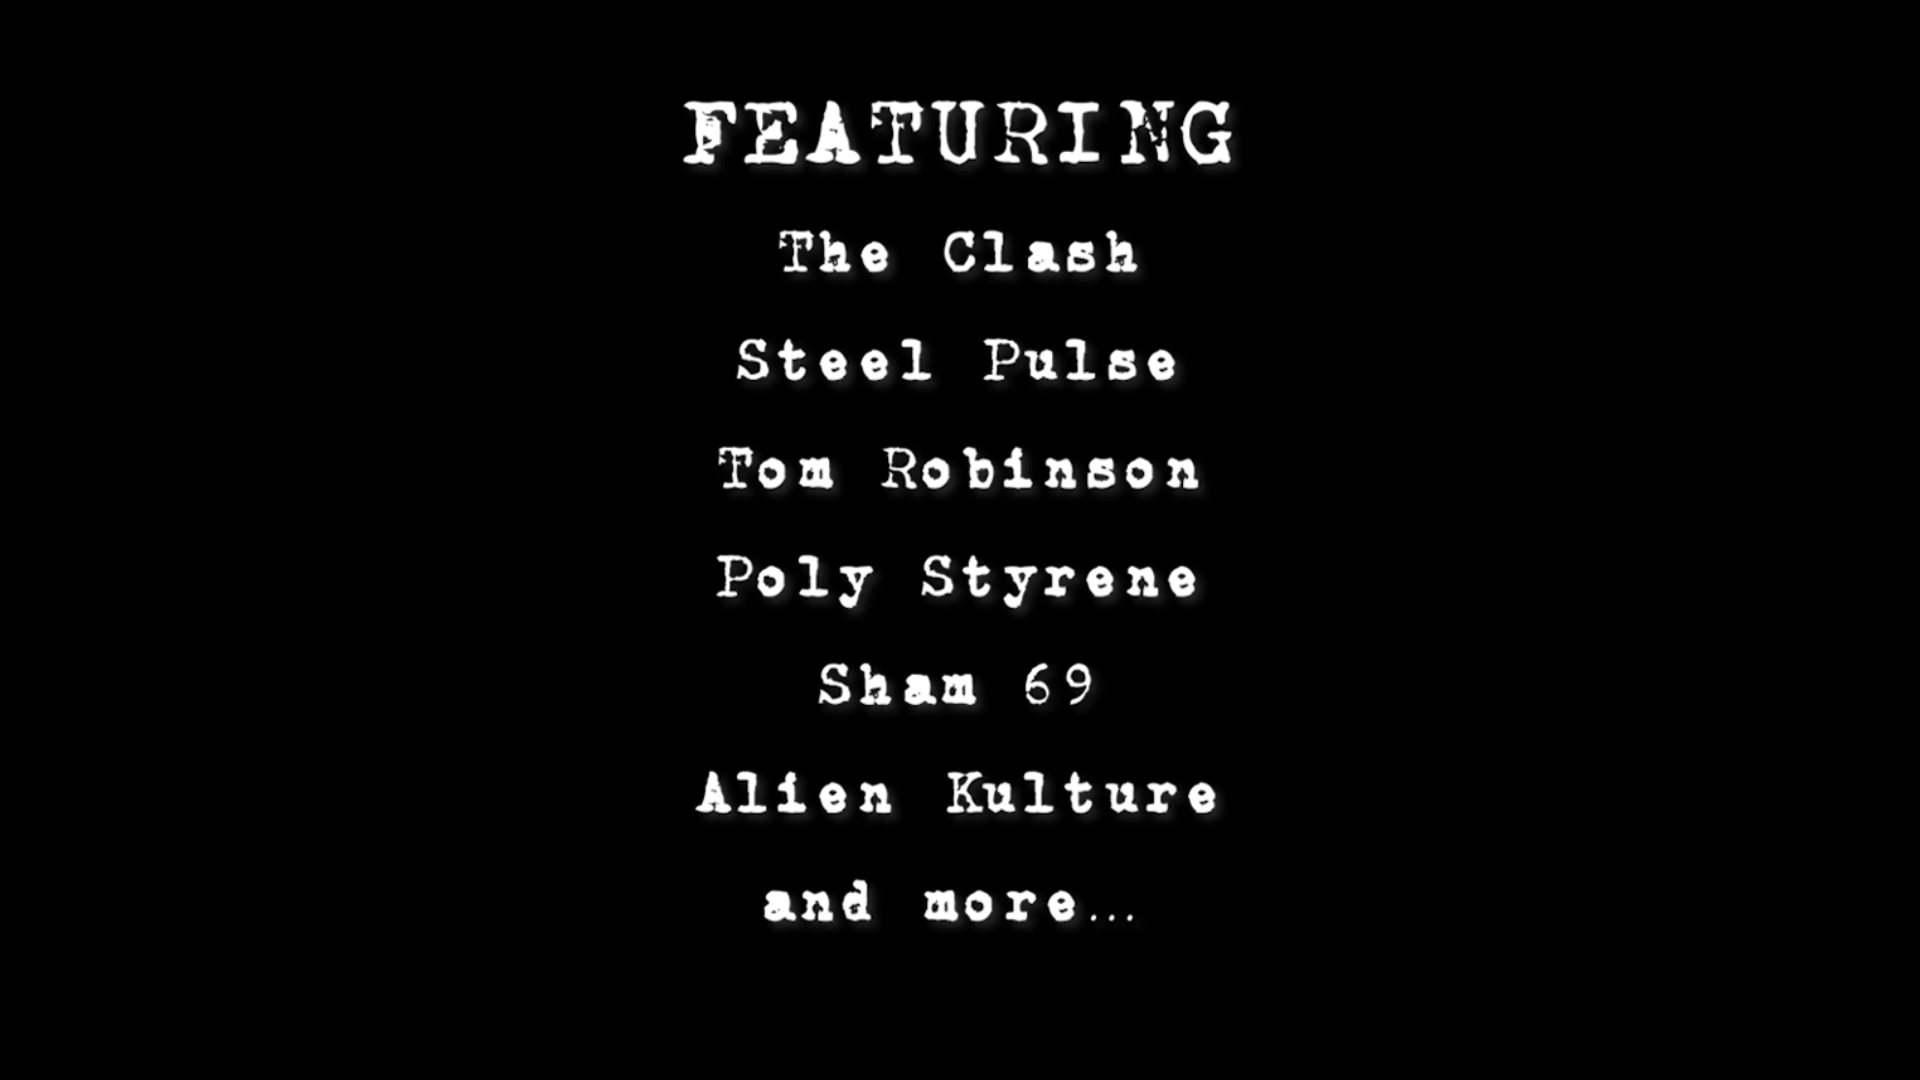 FEATURING
The Clash
Steel Pulse
Tom Robinson
Poly Styrene
Sham 69
Alien Kulture
and more...